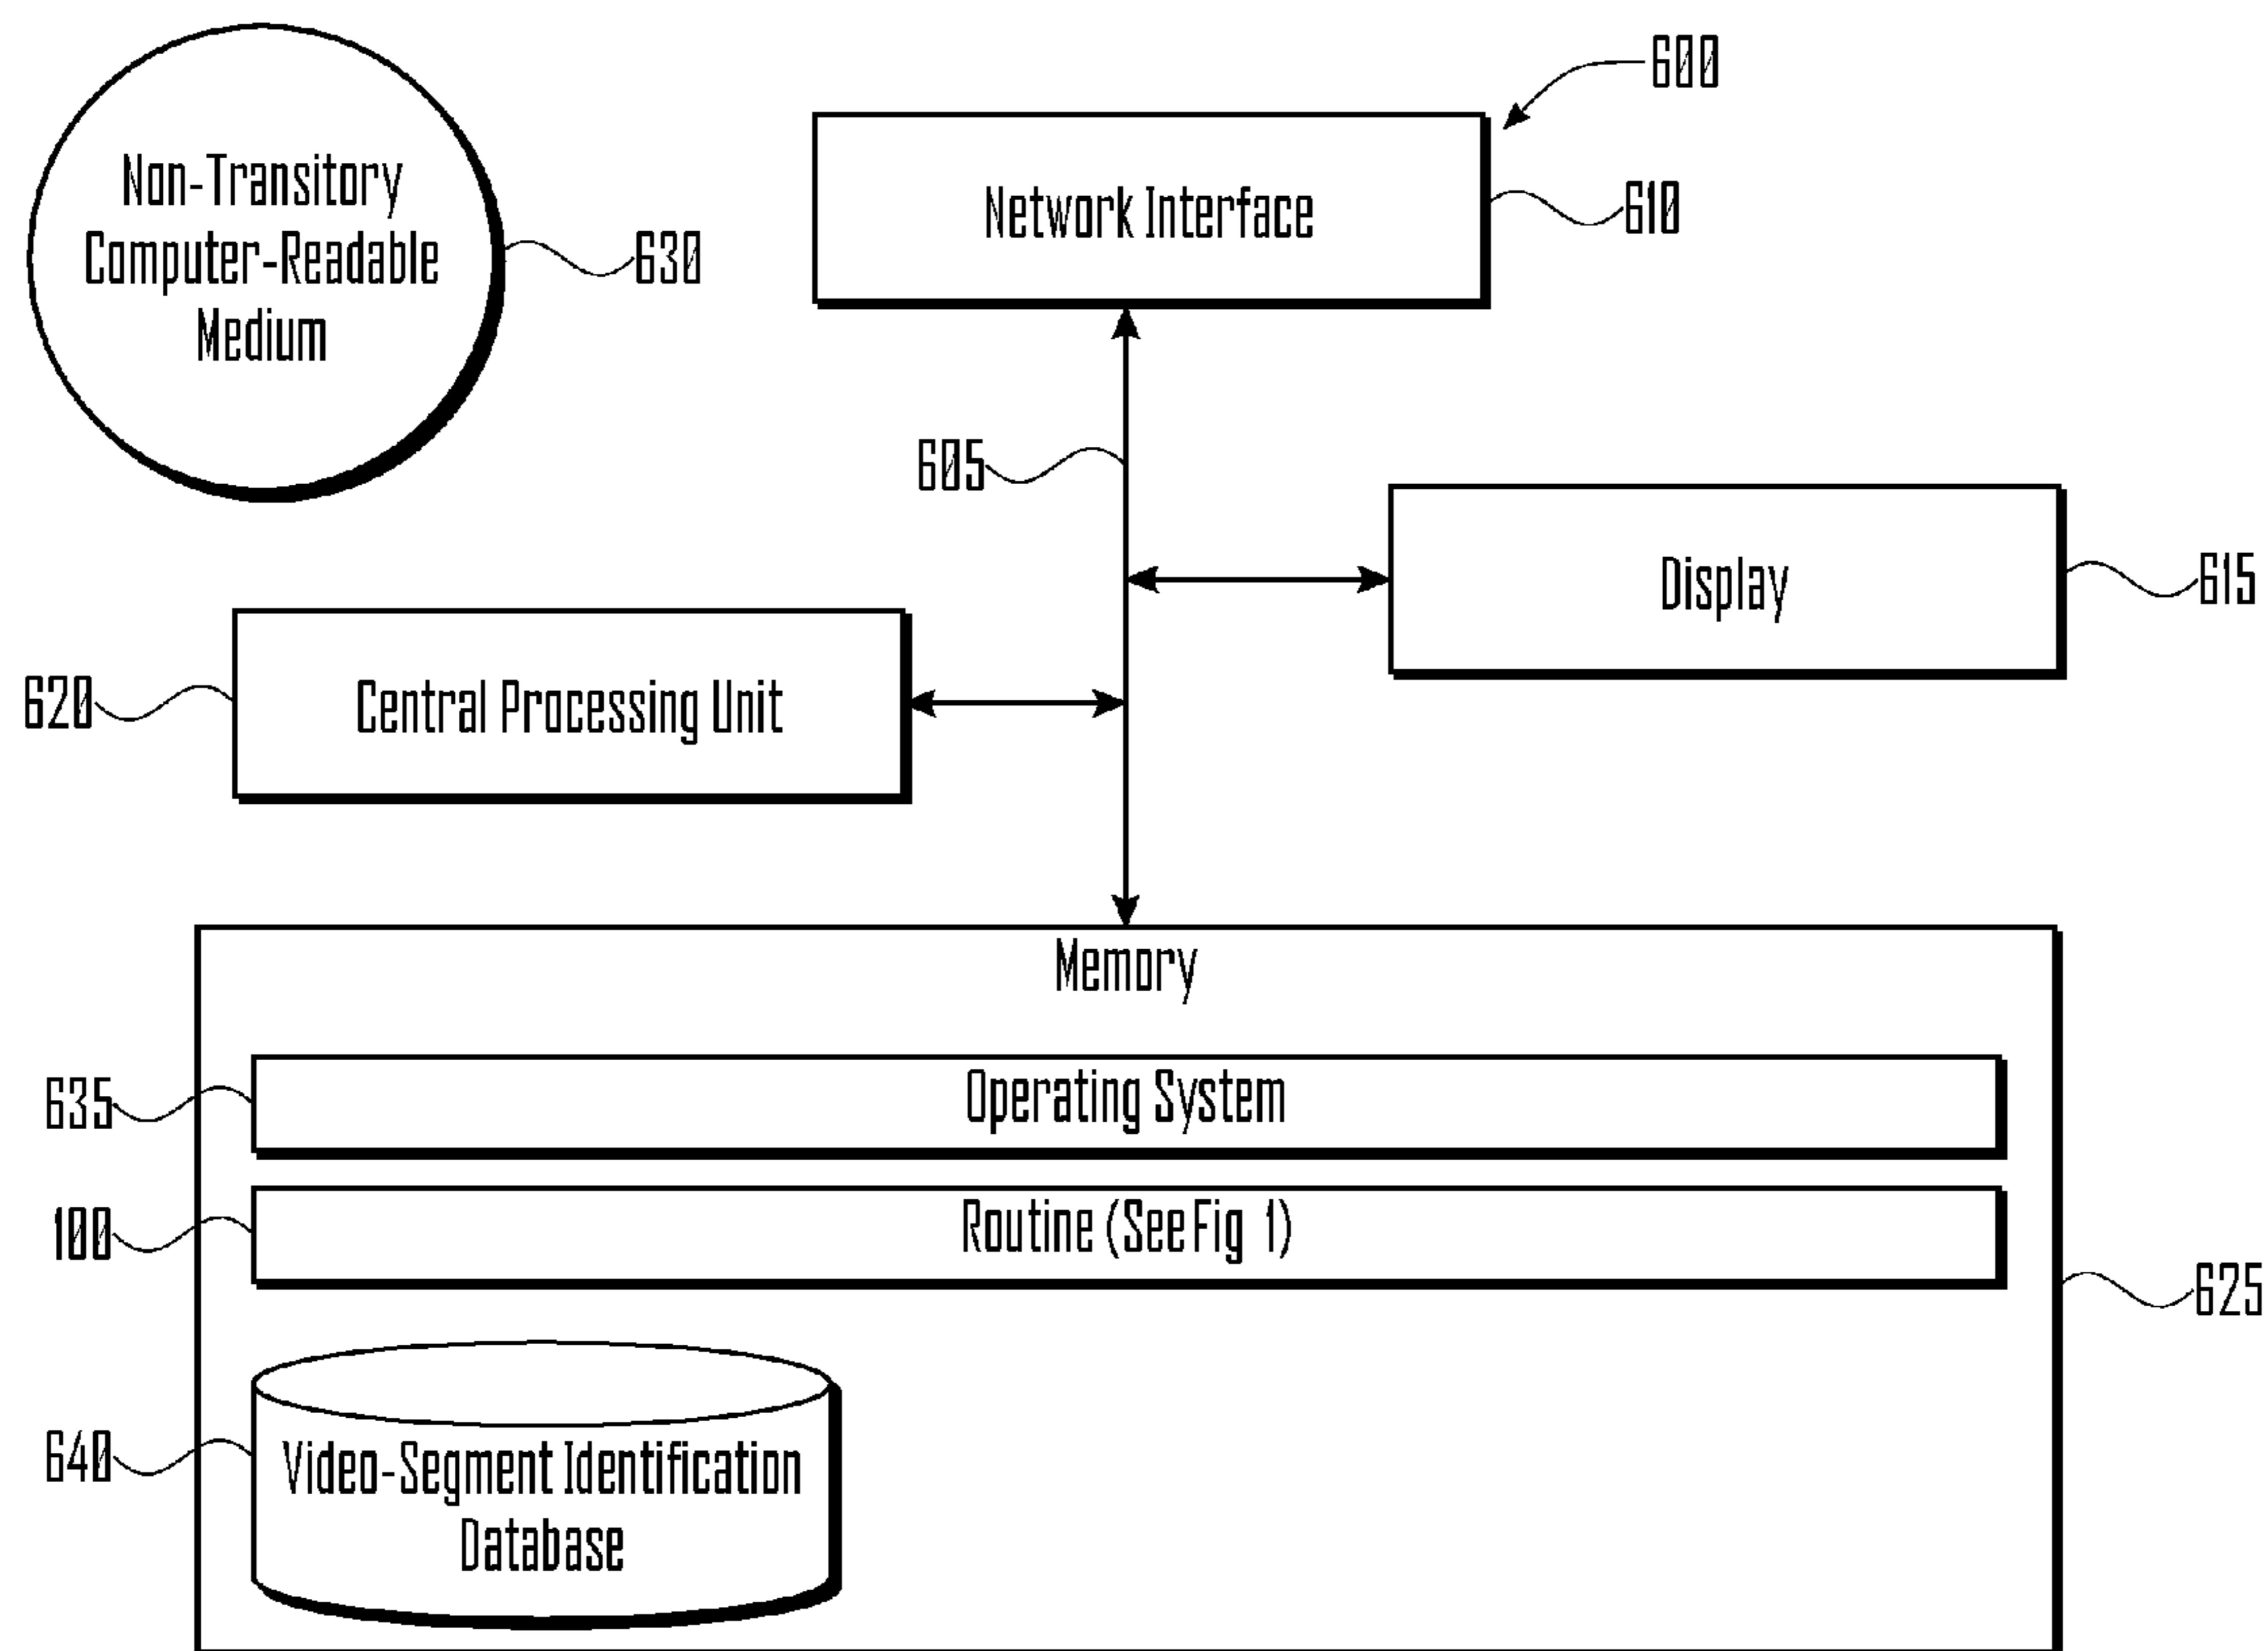 600
Non-Transitory
Computer-Readable
Medium
630
Network Interface
610
605
Display
615
620
Central Processing Unit
Memory
635
Operating System
100
Routine (See Fig 1)
625
640
Video-Segment Identification
Database